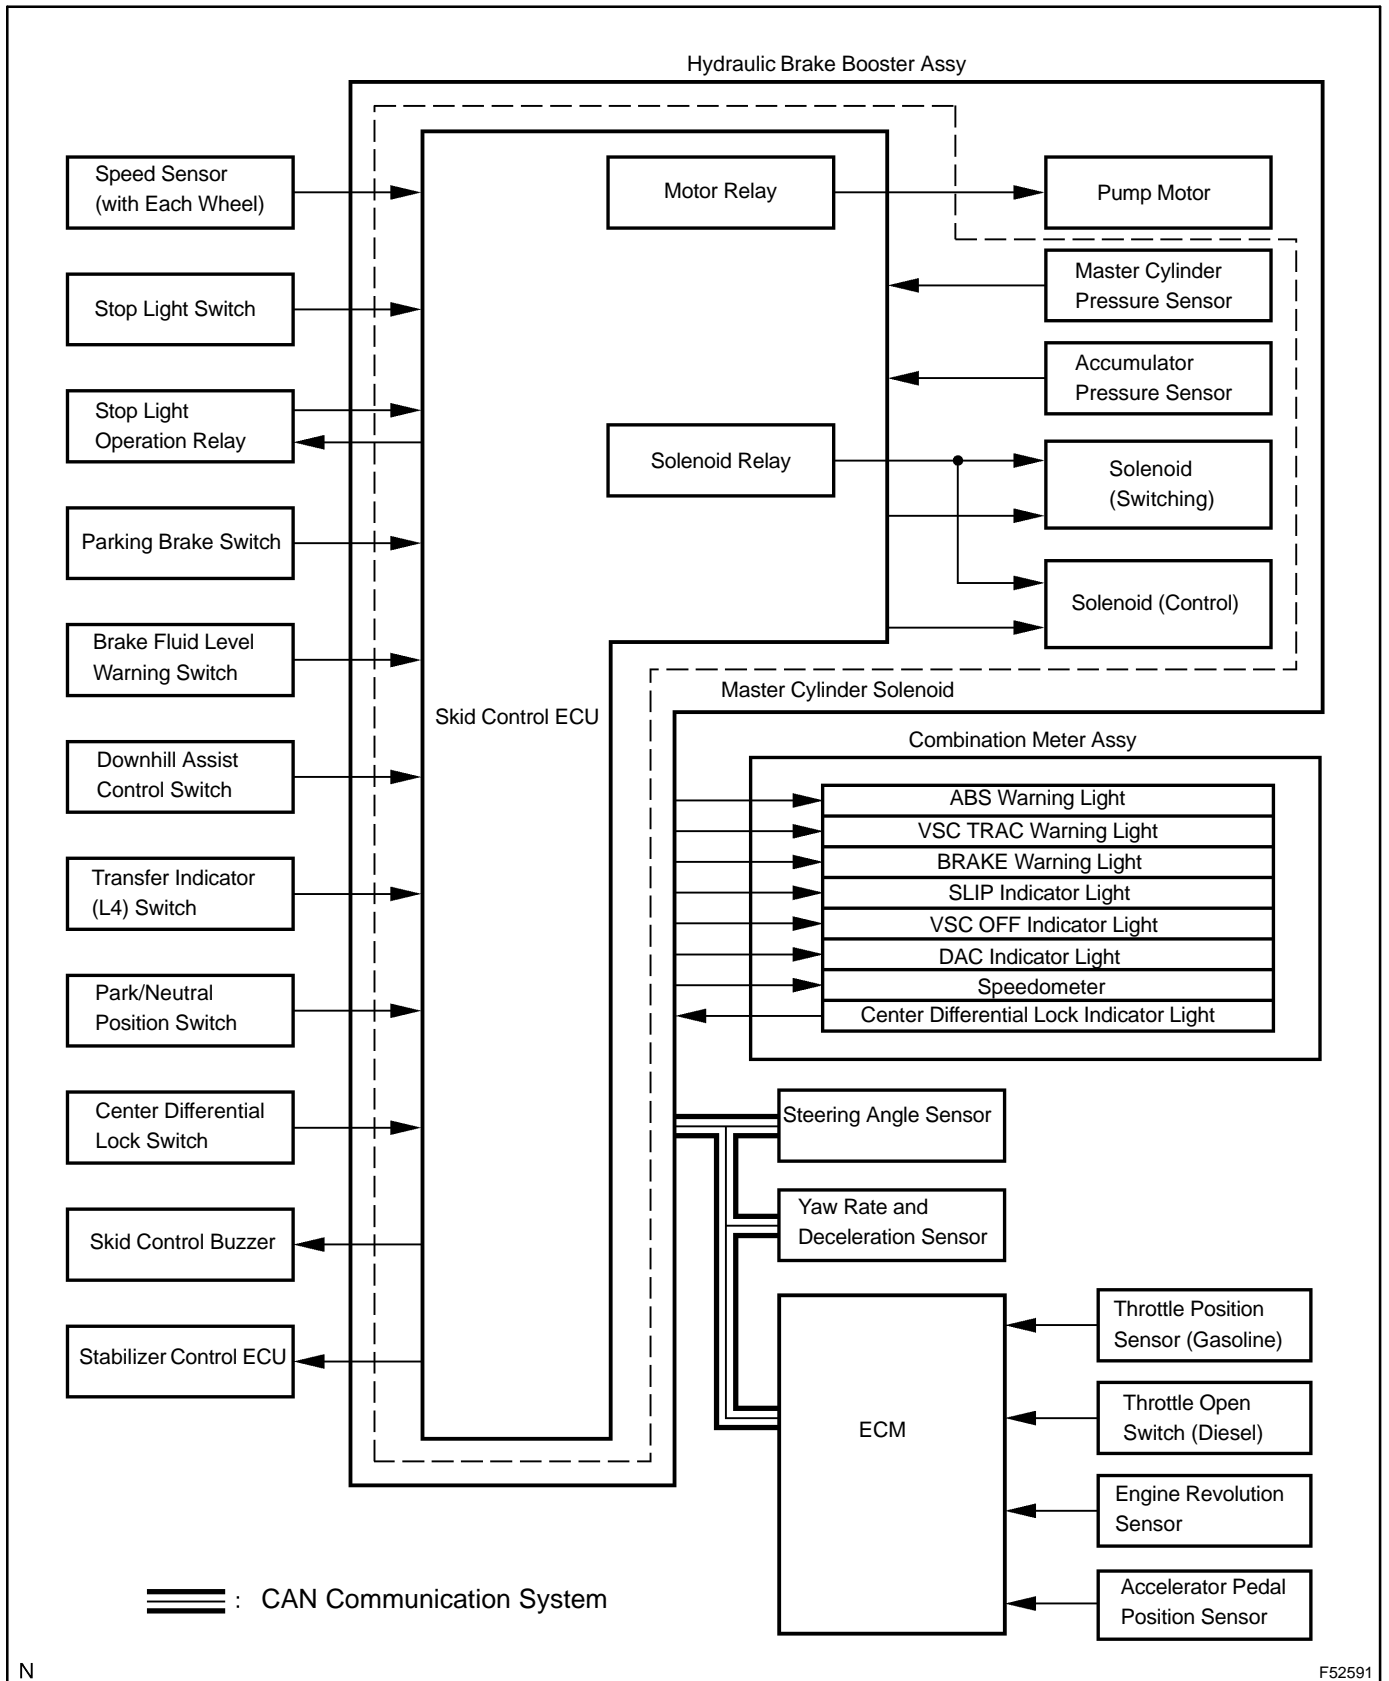 Hydraulic Brake Booster Assy
Speed Sensor
(with Each Wheel)
Stop Light Switch
Stop Light
Operation Relay
Parking Brake Switch
Brake Fluid Level
Warning Switch
Downhill Assist
Control Switch
Transfer Indicator
(L4) Switch
Park/Neutral
Position Switch
Center Differential
Lock Switch
Skid Control Buzzer
Stabilizer Control ECU
Skid Control ECU
Motor Relay
Solenoid Relay
Pump Motor
Master Cylinder
Pressure Sensor
Accumulator
Pressure Sensor
Solenoid
(Switching)
Solenoid (Control)
Master Cylinder Solenoid
Combination Meter Assy
ABS Warning Light
VSC TRAC Warning Light
BRAKE Warning Light
SLIP Indicator Light
VSC OFF Indicator Light
DAC Indicator Light
Speedometer
Center Differential Lock Indicator Light
Steering Angle Sensor
Yaw Rate and
Deceleration Sensor
ECM
Throttle Position
Sensor (Gasoline)
Throttle Open
Switch (Diesel)
Engine Revolution
Sensor
Accelerator Pedal
Position Sensor
: CAN Communication System
N
F52591